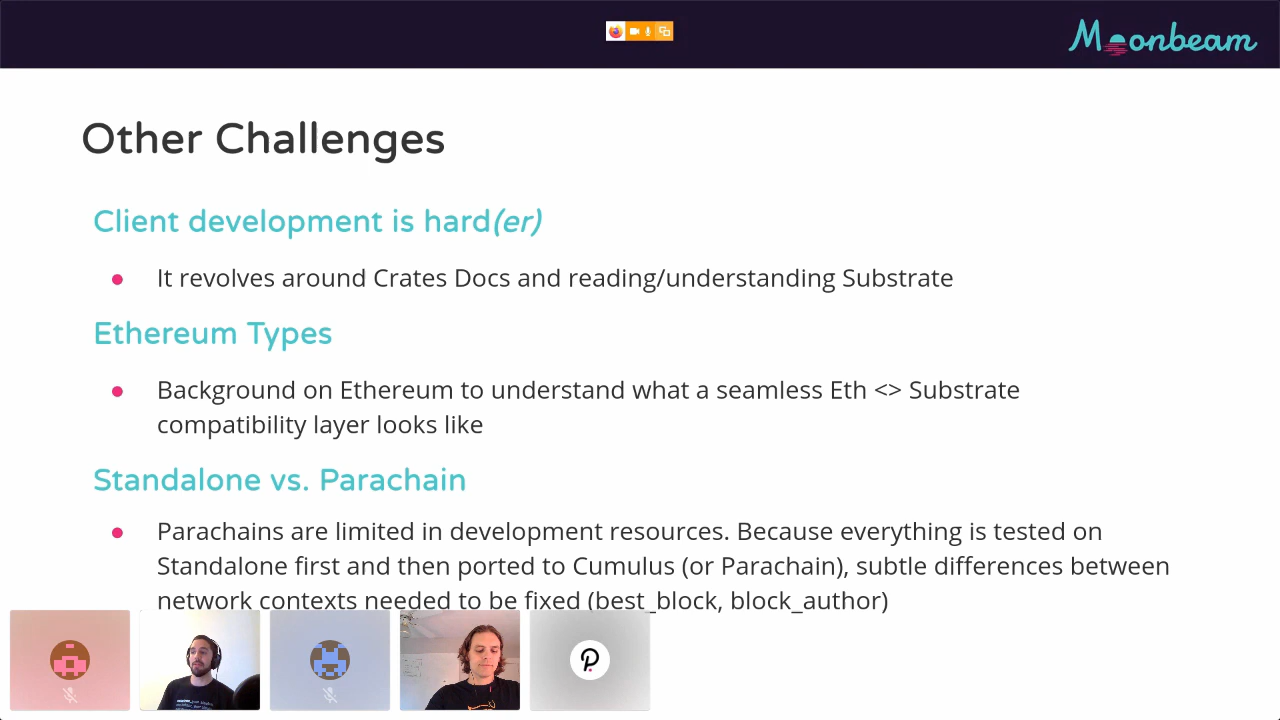 Moonbeam
Other Challenges
Client development is hard(er)
● It revolves around Crates Docs and reading/understanding Substrate
Ethereum Types
● Background on Ethereum to understand what a seamless Eth <> Substrate
compatibility layer looks like
Standalone vs. Parachain
● Parachains are limited in development resources. Because everything is tested on
Standalone first and then ported to Cumulus (or Parachain), subtle differences between
network contexts needed to be fixed (best_block, block_author)